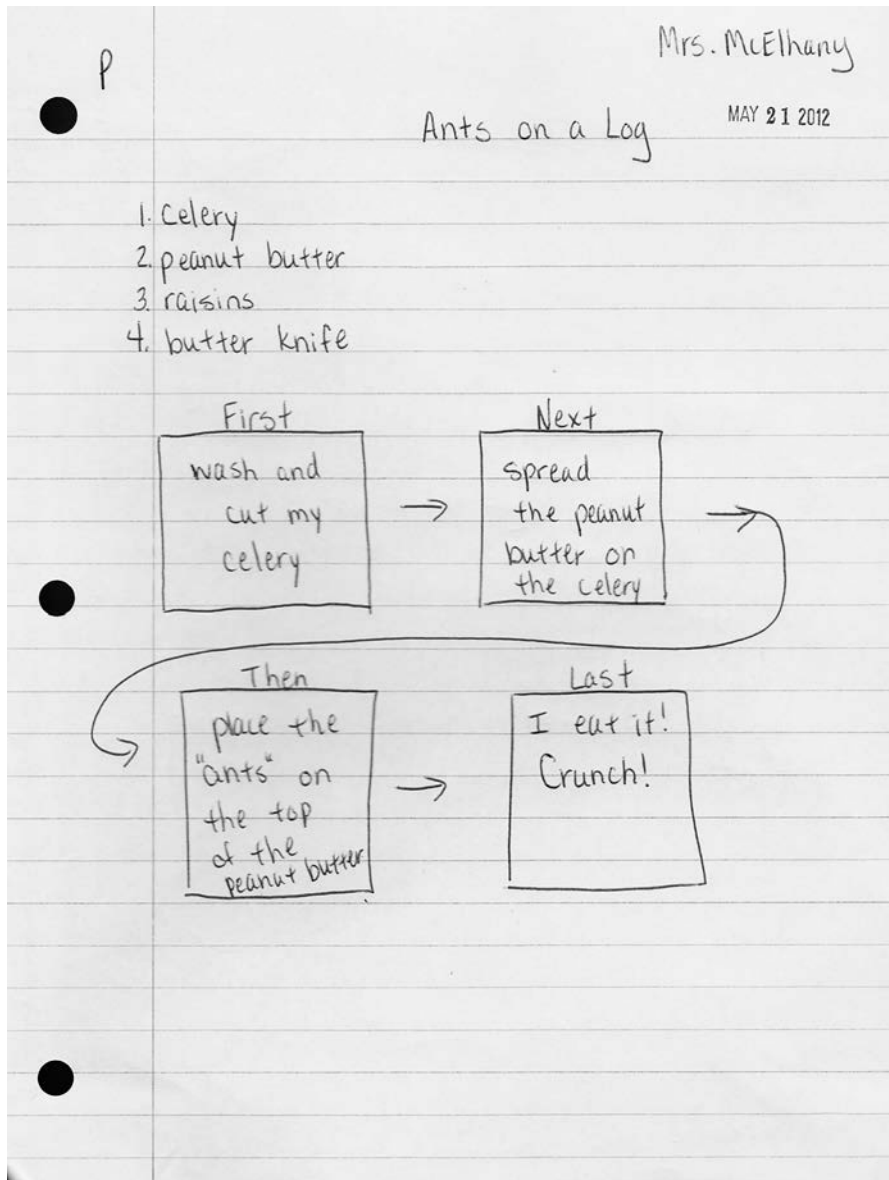 P
Mrs. McElhany
MAY 21 2012
Ants on a Log
1. Celery
2. peanut butter
3. raisins
4. butter knife
First
wash and
cut my
celery
Next
spread
the peanut
butter on
the celery
Then
place the
"ants" on
the top
of the
peanut butter
Last
I eat it!
Crunch!